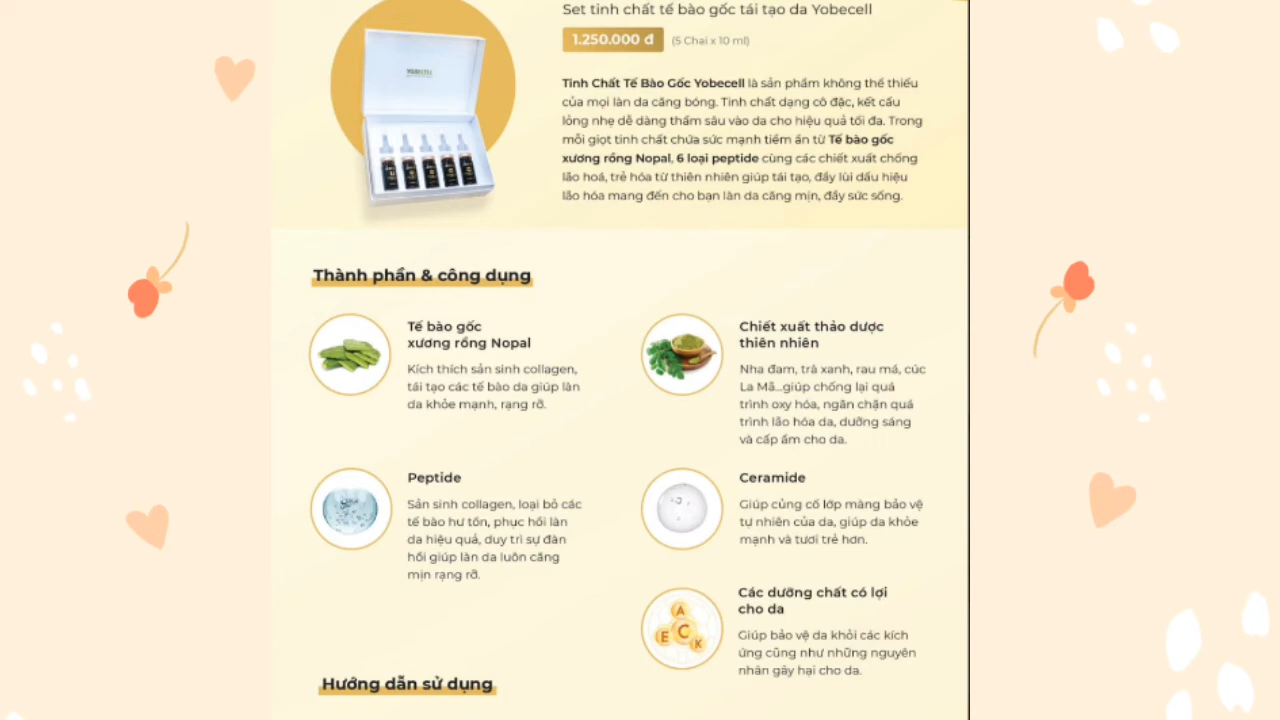 Set tinh chất tế bào gốc tái tạo da Yobecell
1.250.000 đ (5 Chai x 10 ml)
Tinh Chất Tế Bào Gốc Yobecell là sản phẩm không thể thiếu
của mọi làn da căng bóng. Tinh chất dạng cô đặc, kết cấu
lỏng nhẹ dễ dàng thấm sâu vào da cho hiệu quả tối đa. Trong
mỗi giọt tinh chất chứa sức mạnh tiềm ẩn từ Tế bào gốc
xương rồng Nopal, 6 loại peptide cùng các chiết xuất chống
lão hoá, trẻ hóa từ thiên nhiên giúp tái tạo, đẩy lùi dấu hiệu
lão hóa mang đến cho bạn làn da căng mịn, đầy sức sống.
YOBECELL
Thành phần & công dụng
Tế bào gốc
xương rồng Nopal
Kích thích sản sinh collagen,
tái tạo các tế bào da giúp làn
da khỏe mạnh, rạng rỡ.
Chiết xuất thảo dược
thiên nhiên
Nha đam, trà xanh, rau má, cúc
La Mã...giúp chống lại quá
trình oxy hóa, ngăn chặn quá
trình lão hóa da, dưỡng sáng
và cấp ẩm cho da.
Peptide
Sản sinh collagen, loại bỏ các
tế bào hư tổn, phục hồi làn
da hiệu quả, duy trì sự đàn
hồi giúp làn da luôn căng
mịn rạng rỡ.
Ceramide
Giúp củng cố lớp màng bảo vệ
tự nhiên của da, giúp da khỏe
mạnh và tươi trẻ hơn.
Các dưỡng chất có lợi
cho da
Giúp bảo vệ da khỏi các kích
ứng cũng như những nguyên
nhân gây hại cho da.
A
E C K
Hướng dẫn sử dụng